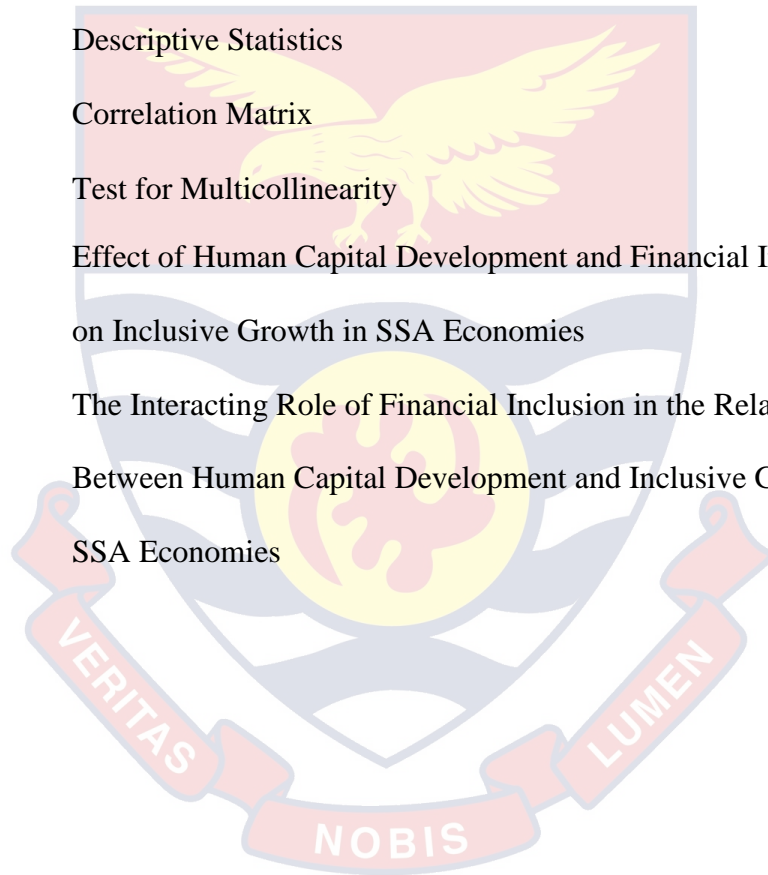 Descriptive Statistics
Correlation Matrix
Test for Multicollinearity
Effect of Human Capital Development and Financial
on Inclusive Growth in SSA Economies
The Interacting Role of Financial Inclusion in the
Between Human Capital Development and Inclusive
SSA Economies
VERITAS
NOBIS
LUMEN